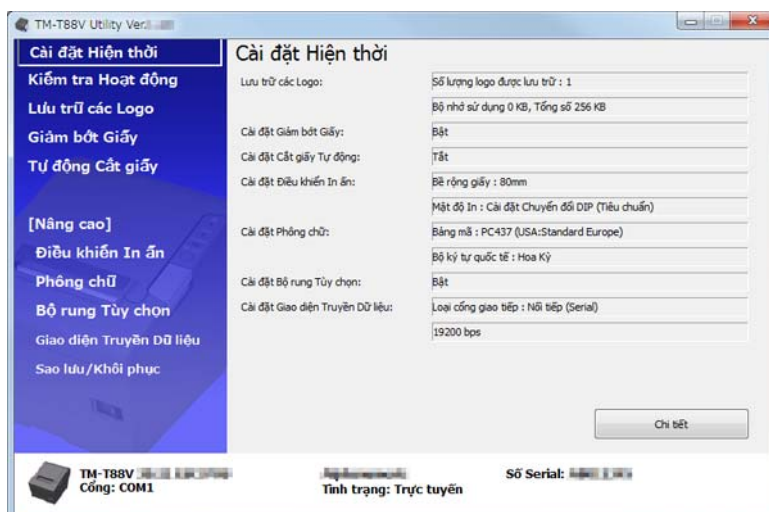 TM-T88V Utility Ver.
Cài đặt Hiện thời
Kiểm tra Hoạt động
Lưu trữ các Logo
Giảm bớt Giấy
Tự động Cắt giấy
[Nâng cao]
Điều khiển In ấn
Phông chữ
Bộ rung Tùy chọn
Giao diện Truyền Dữ liệu
Sao lưu/Khôi phục
Cài đặt Hiện thời
Lưu trữ các Logo: Số lượng logo được lưu trữ : 1
Bộ nhớ sử dụng 0 KB, Tổng số 256 KB
Cài đặt Giảm bớt Giấy: Bật
Cài đặt Cắt giấy Tự động: Tắt
Cài đặt Điều khiển In ấn: Bề rộng giấy : 80mm
Mật độ In : Cài đặt Chuyển đổi DIP (Tiêu chuẩn)
Cài đặt Phông chữ: Bảng mã : PC437 (USA:Standard Europe)
Bộ ký tự quốc tế : Hoa Kỳ
Cài đặt Bộ rung Tùy chọn: Bật
Cài đặt Giao diện Truyền Dữ liệu: Loại cổng giao tiếp : Nối tiếp (Serial)
19200 bps
Chi tiết
TM-T88V
Cổng: COM1
Tình trạng: Trực tuyến
Số Serial: